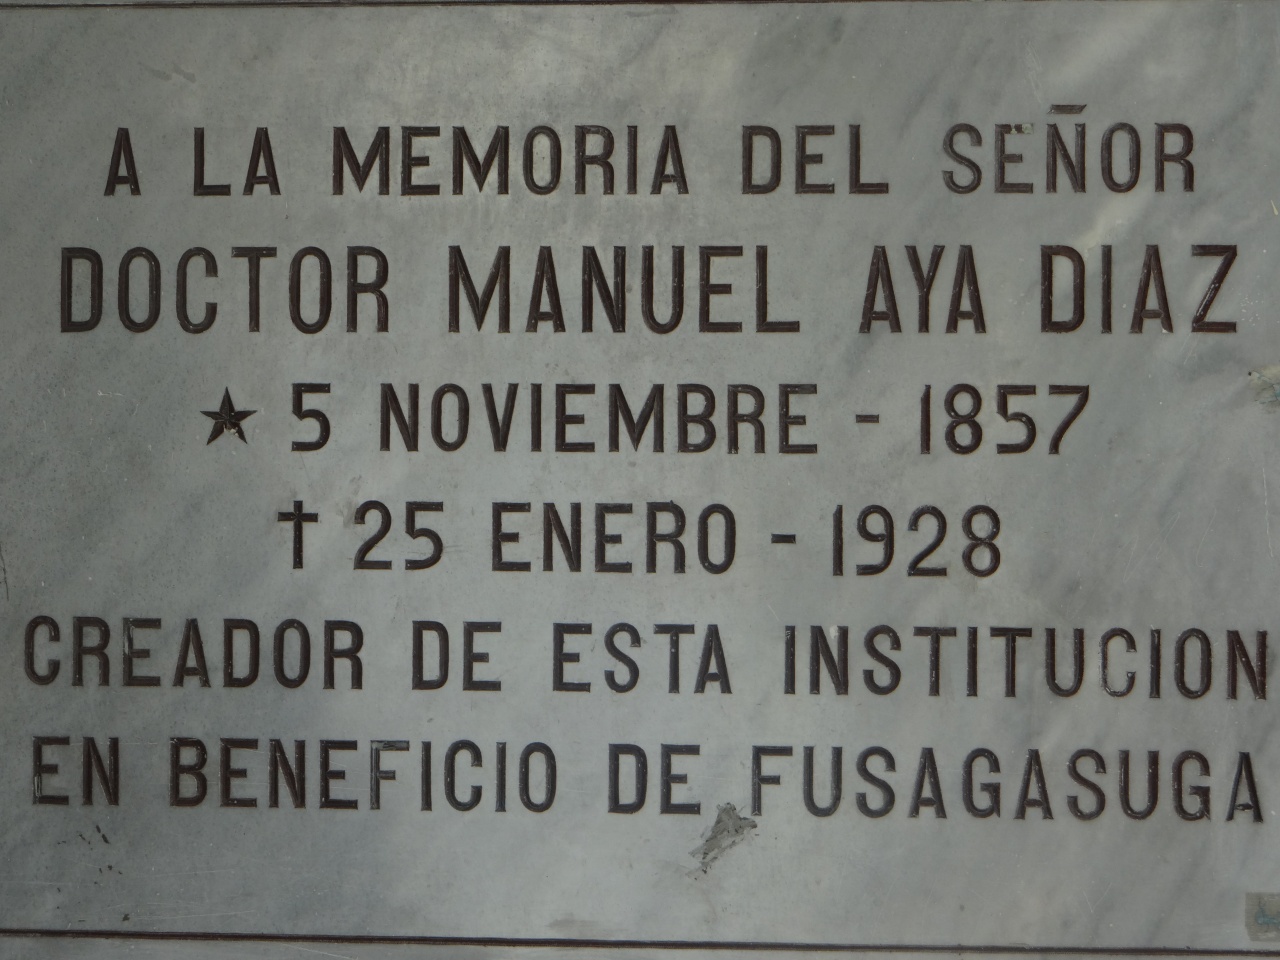 A LA MEMORIA DEL SEÑOR
DOCTOR MANUEL AYA DIAZ
★ 5 NOVIEMBRE - 1857
† 25 ENERO - 1928
CREADOR DE ESTA INSTITUCION
EN BENEFICIO DE FUSAGASUGA